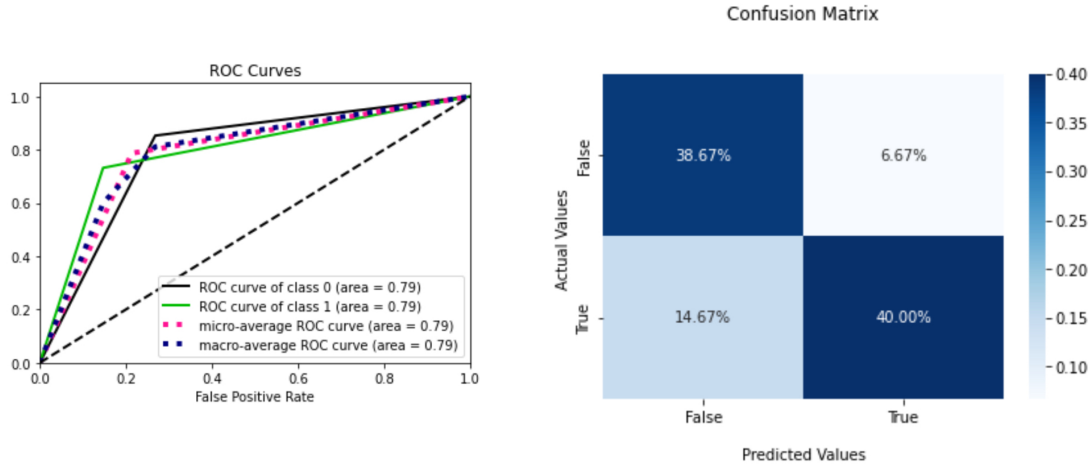 Confusion Matrix
ROC Curves
1.0
0.8
0.6
0.4
0.2
0.0
ROC curve of class 0 (area = 0.79)
ROC curve of class 1 (area = 0.79)
micro-average ROC curve (area = 0.79)
macro-average ROC curve (area = 0.79)
0.0 0.2 0.4 0.6 0.8 1.0
False Positive Rate
Actual Values
False
True
38.67% 6.67%
14.67% 40.00%
False True
Predicted Values
0.40
0.35
0.30
0.25
0.20
0.15
0.10